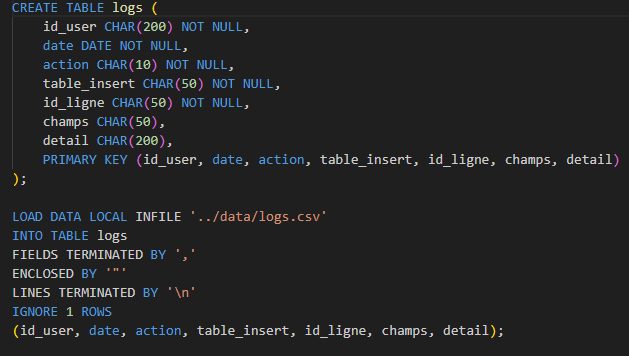 CREATE TABLE logs (
    id_user CHAR(200) NOT NULL,
    date DATE NOT NULL,
    action CHAR(10) NOT NULL,
    table_insert CHAR(50) NOT NULL,
    id_ligne CHAR(50) NOT NULL,
    champs CHAR(50),
    detail CHAR(200),
    PRIMARY KEY (id_user, date, action, table_insert, id_ligne, champs, detail)
);

LOAD DATA LOCAL INFILE '../data/logs.csv'
INTO TABLE logs
FIELDS TERMINATED BY ','
ENCLOSED BY '"'
LINES TERMINATED BY '\n'
IGNORE 1 ROWS
(id_user, date, action, table_insert, id_ligne, champs, detail);